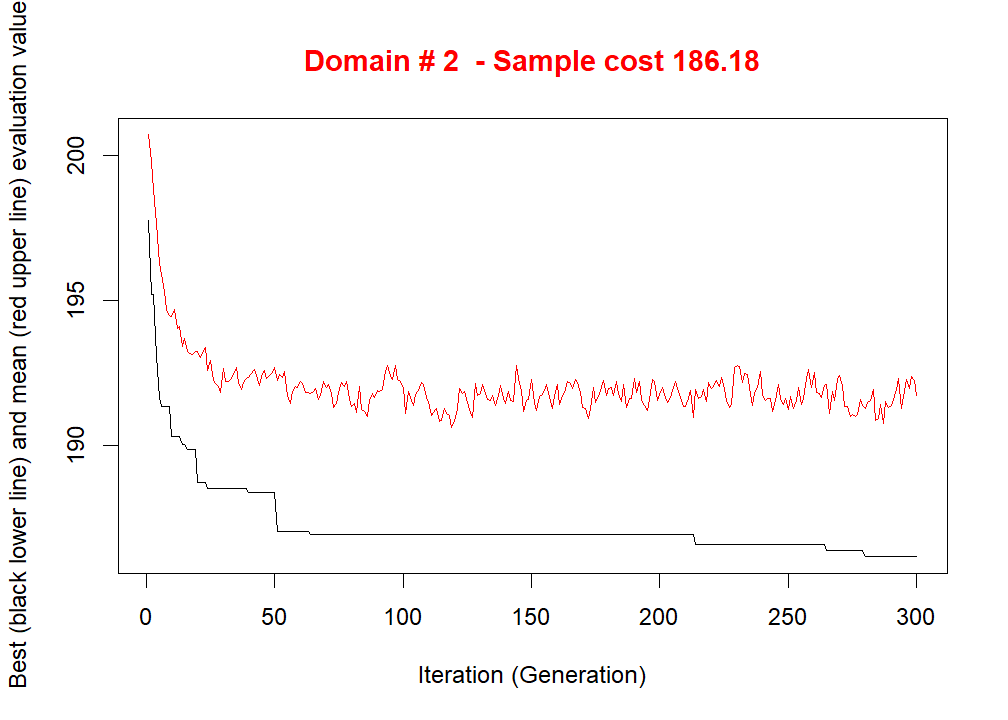 Domain # 2  - Sample cost 186.18
Best (black lower line) and mean (red upper line) evaluation value
200
195
190
0 50 100 150 200 250 300
Iteration (Generation)